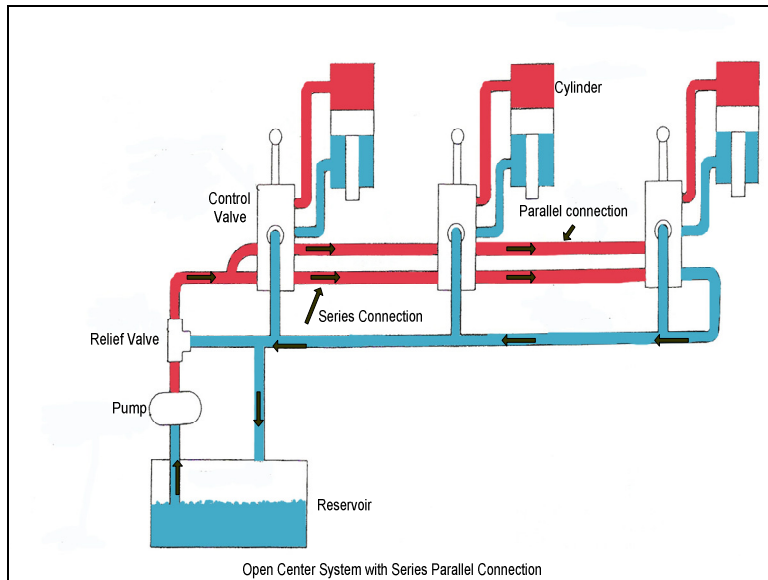 Cylinder
Control
Valve
Parallel connection
Series Connection
Relief Valve
Pump
Reservoir
Open Center System with Series Parallel Connection